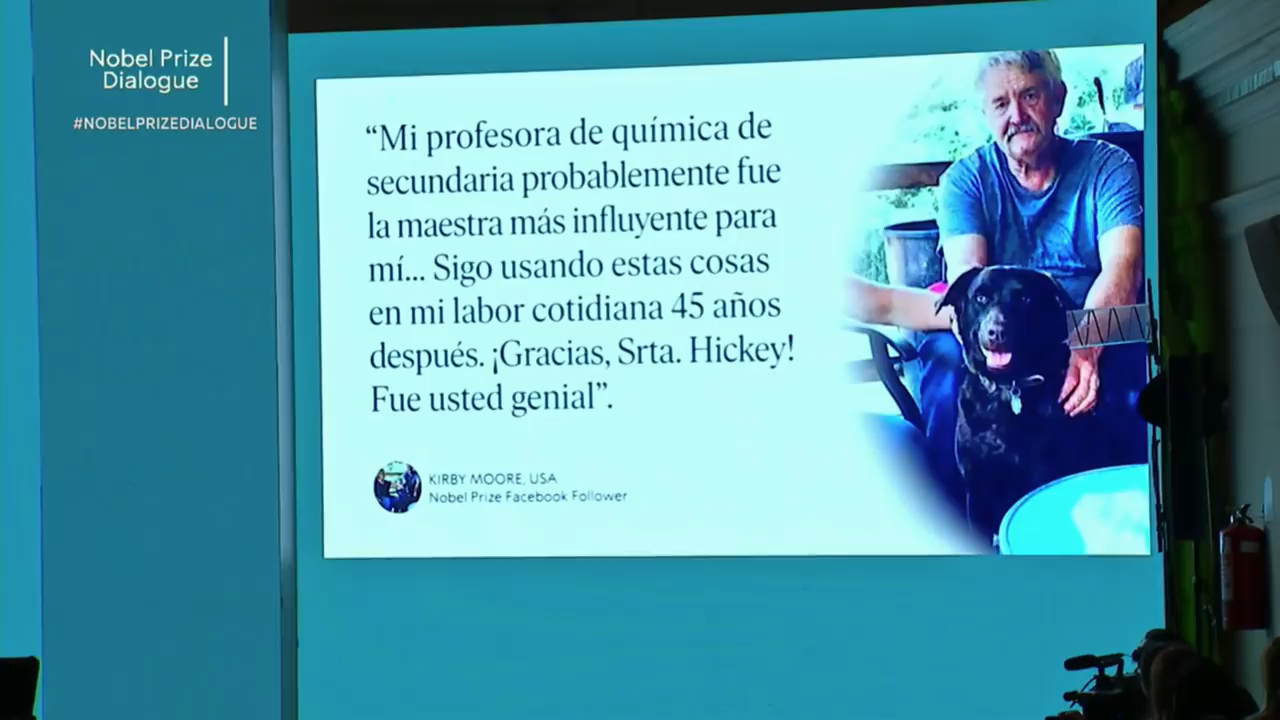 Nobel Prize
Dialogue
#NOBELPRIZEDIALOGUE
“Mi profesora de química de
secundaria probablemente fue
la maestra más influyente para
mí... Sigo usando estas cosas
en mi labor cotidiana 45 años
después. ¡Gracias, Srta. Hickey!
Fue usted genial”.
KIRBY MOORE, USA
Nobel Prize Facebook Follower